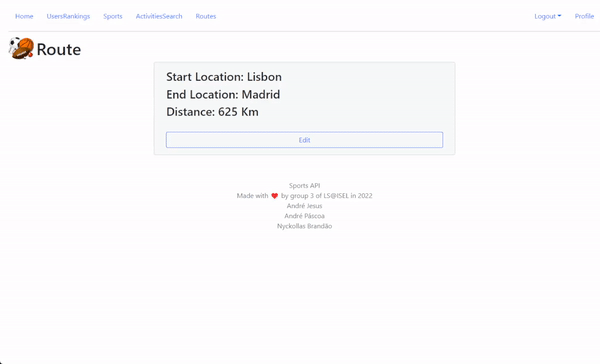 Home UsersRankings Sports ActivitiesSearch Routes Logout Profile
Route
Start Location: Lisbon
End Location: Madrid
Distance: 625 Km
Edit
Sports API
Made with ❤ by group 3 of LS@ISEL in 2022
André Jesus
André Páscoa
Nyckollas Brandão